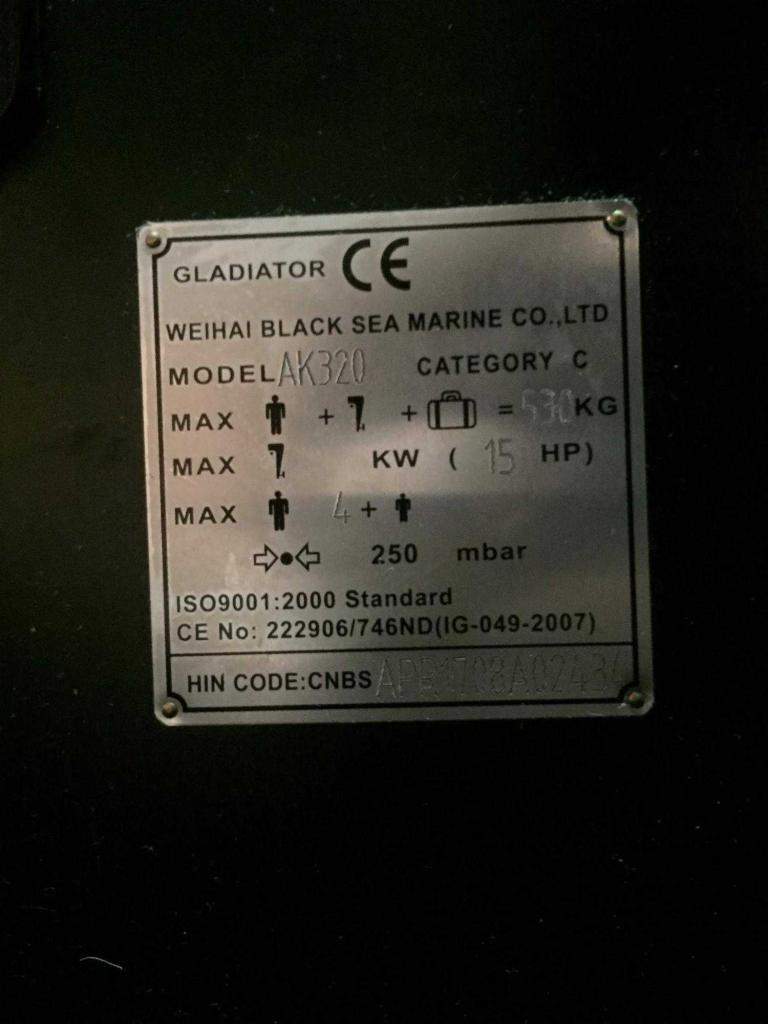 GLADIATOR CE
WEIHAI BLACK SEA MARINE CO.,LTD
MODEL AK320 CATEGORY C
MAX + + = 530 KG
MAX KW ( 15 HP)
MAX 4 +
250 mbar
ISO9001:2000 Standard
CE No: 222906/746ND(IG-049-2007)
HIN CODE:CNBS